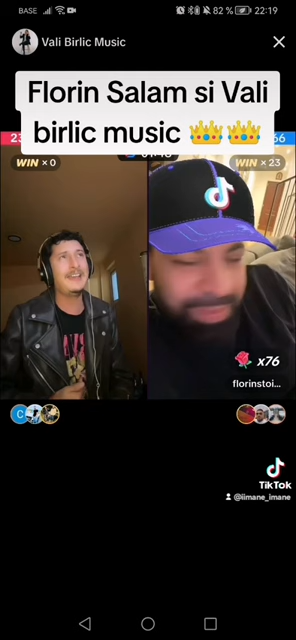 BASE 82 % 22:19
Vali Birlic Music
Florin Salam si Vali
birlic music 👑 👑
WIN × 0
WIN × 23
x76
florinstoi...
C
TikTok
@iimane_imane